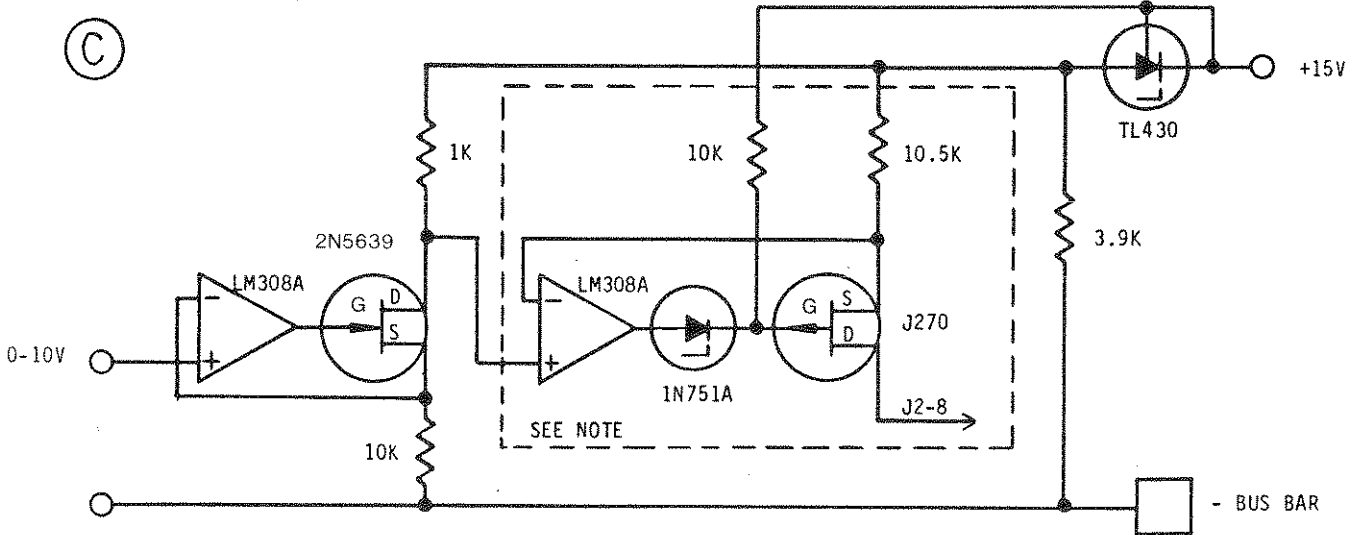 C
+15V
TL430
1K
10K
10.5K
3.9K
2N5639
LM308A
G
D
S
-
+
0-10V
LM308A
-
+
1N751A
G
S
D
J270
J2-8
SEE NOTE
10K
- BUS BAR